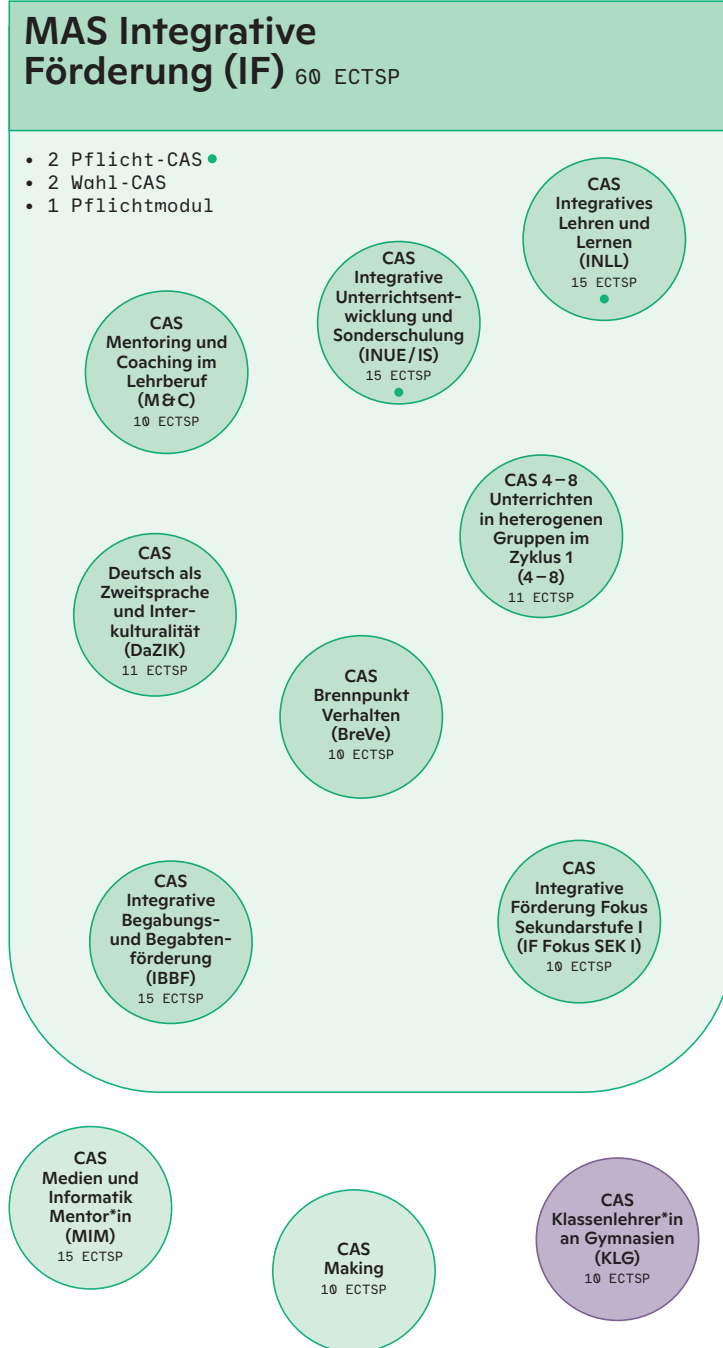 MAS Integrative
Förderung (IF) 60 ECTSP
• 2 Pflicht-CAS •
• 2 Wahl-CAS
• 1 Pflichtmodul
CAS
Integratives
Lehren und
Lernen
(INLL)
15 ECTSP
CAS
Integrative
Unterrichtsent-
wicklung und
Sonderschulung
(INUE/IS)
15 ECTSP
CAS
Mentoring und
Coaching im
Lehrberuf
(M&C)
10 ECTSP
CAS 4–8
Unterrichten
in heterogenen
Gruppen im
Zyklus 1
(4–8)
11 ECTSP
CAS
Deutsch als
Zweitsprache
und Inter-
kulturalität
(DaZIK)
11 ECTSP
CAS
Brennpunkt
Verhalten
(BreVe)
10 ECTSP
CAS
Integrative
Begabungs-
und Begabten-
förderung
(IBBF)
15 ECTSP
CAS
Integrative
Förderung Fokus
Sekundarstufe I
(IF Fokus SEK I)
10 ECTSP
CAS
Medien und
Informatik
Mentor*in
(MIM)
15 ECTSP
CAS
Making
10 ECTSP
CAS
Klassenlehrer*in
an Gymnasien
(KLG)
10 ECTSP